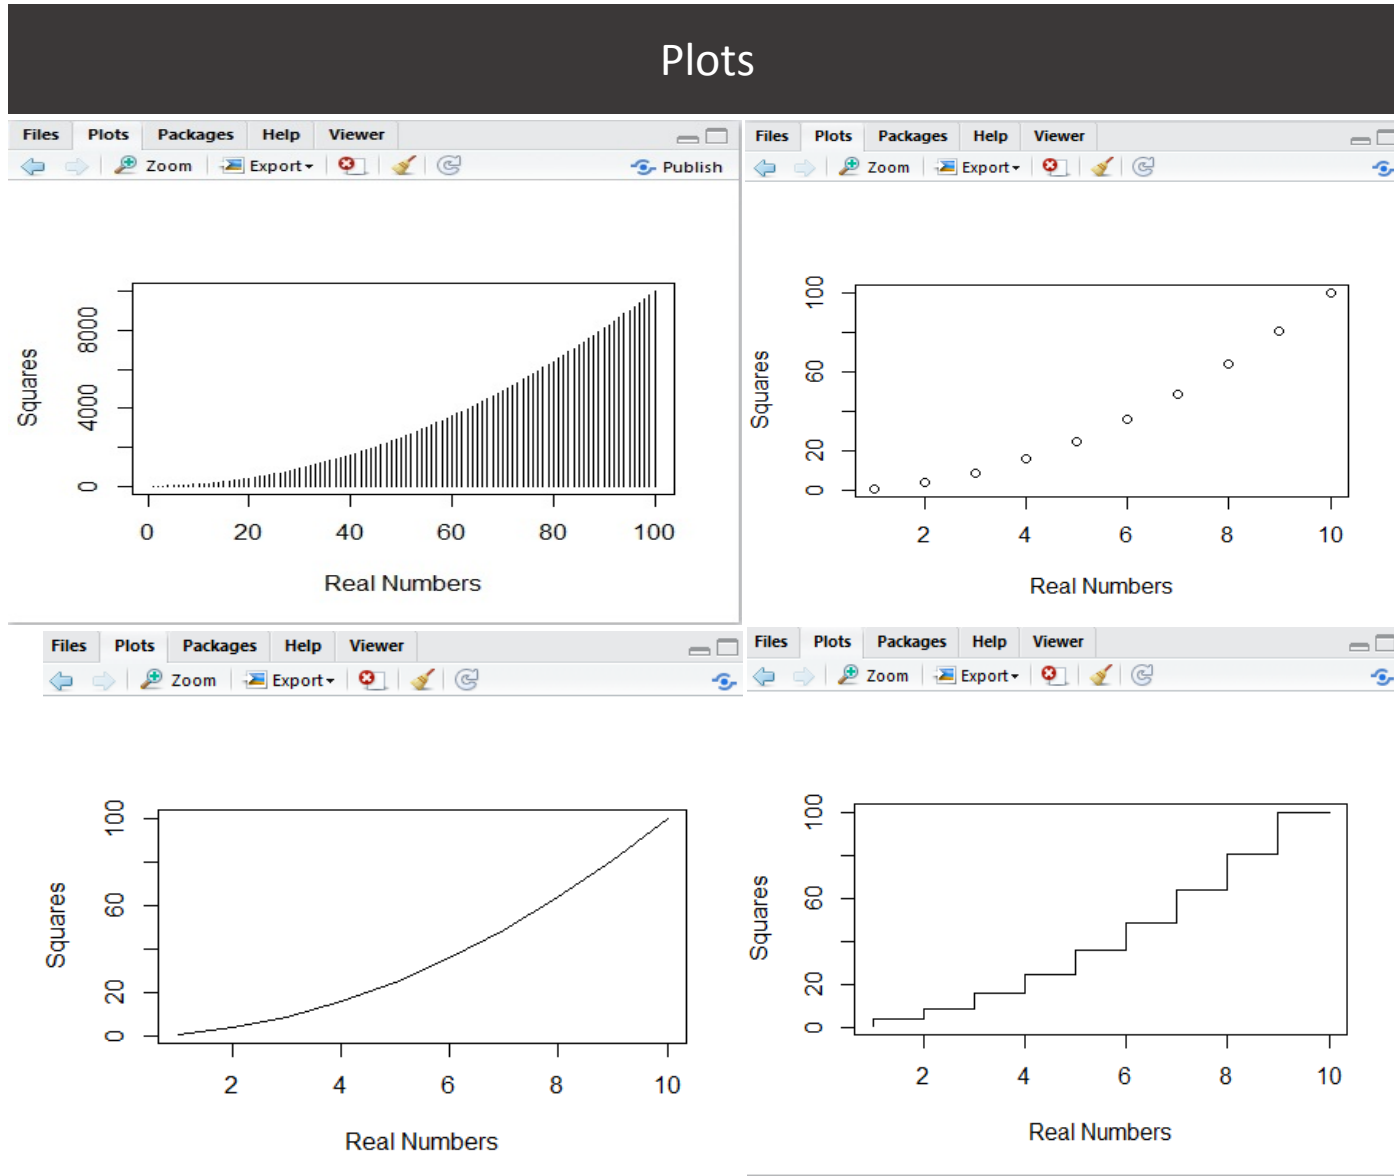 Plots
Files Plots Packages Help Viewer
Zoom Export Publish
Squares
8000
4000
0
0 20 40 60 80 100
Real Numbers
Files Plots Packages Help Viewer
Zoom Export
Squares
100
60
20
0
2 4 6 8 10
Real Numbers
Files Plots Packages Help Viewer
Zoom Export
Squares
100
60
20
0
2 4 6 8 10
Real Numbers
Files Plots Packages Help Viewer
Zoom Export
Squares
100
60
20
0
2 4 6 8 10
Real Numbers